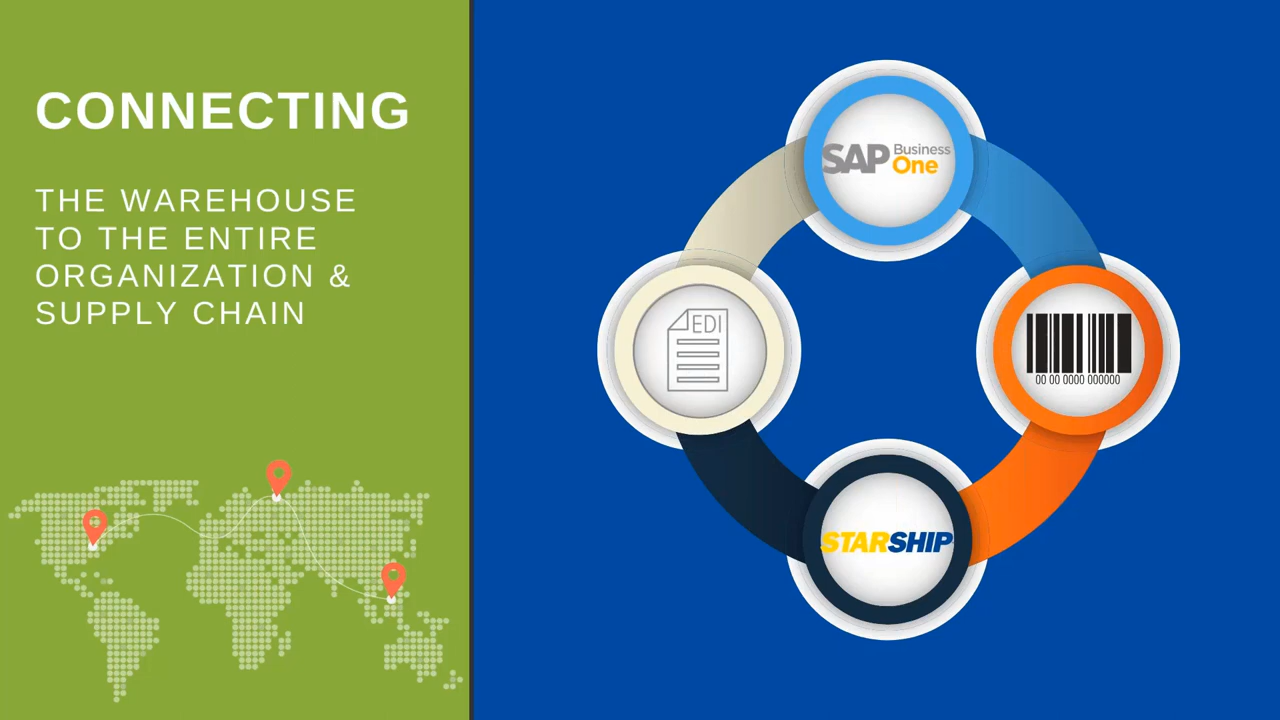 CONNECTING
THE WAREHOUSE
TO THE ENTIRE
ORGANIZATION &
SUPPLY CHAIN
SAP Business One
EDI
00 00 0000 000000
STARSHIP